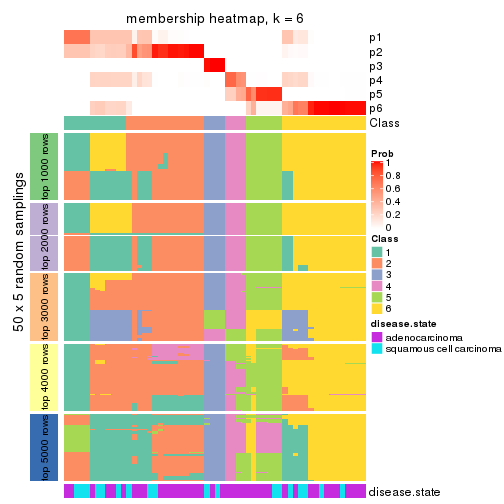 membership heatmap, k = 6
p1
p2
p3
p4
p5
p6
Class
50 x 5 random samplings
top 1000 rows
top 2000 rows
top 3000 rows
top 4000 rows
top 5000 rows
disease.state
Prob
1
0.8
0.6
0.4
0.2
0
Class
1
2
3
4
5
6
disease.state
adenocarcinoma
squamous cell carcinoma